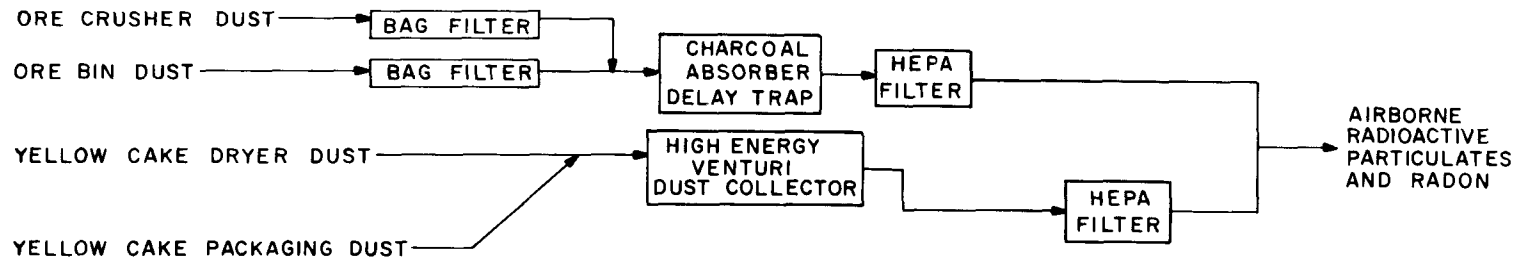 ORE CRUSHER DUST
BAG FILTER
ORE BIN DUST
BAG FILTER
CHARCOAL
ABSORBER
DELAY TRAP
HEPA
FILTER
YELLOW CAKE DRYER DUST
HIGH ENERGY
VENTURI
DUST COLLECTOR
YELLOW CAKE PACKAGING DUST
HEPA
FILTER
AIRBORNE
RADIOACTIVE
PARTICULATES
AND RADON